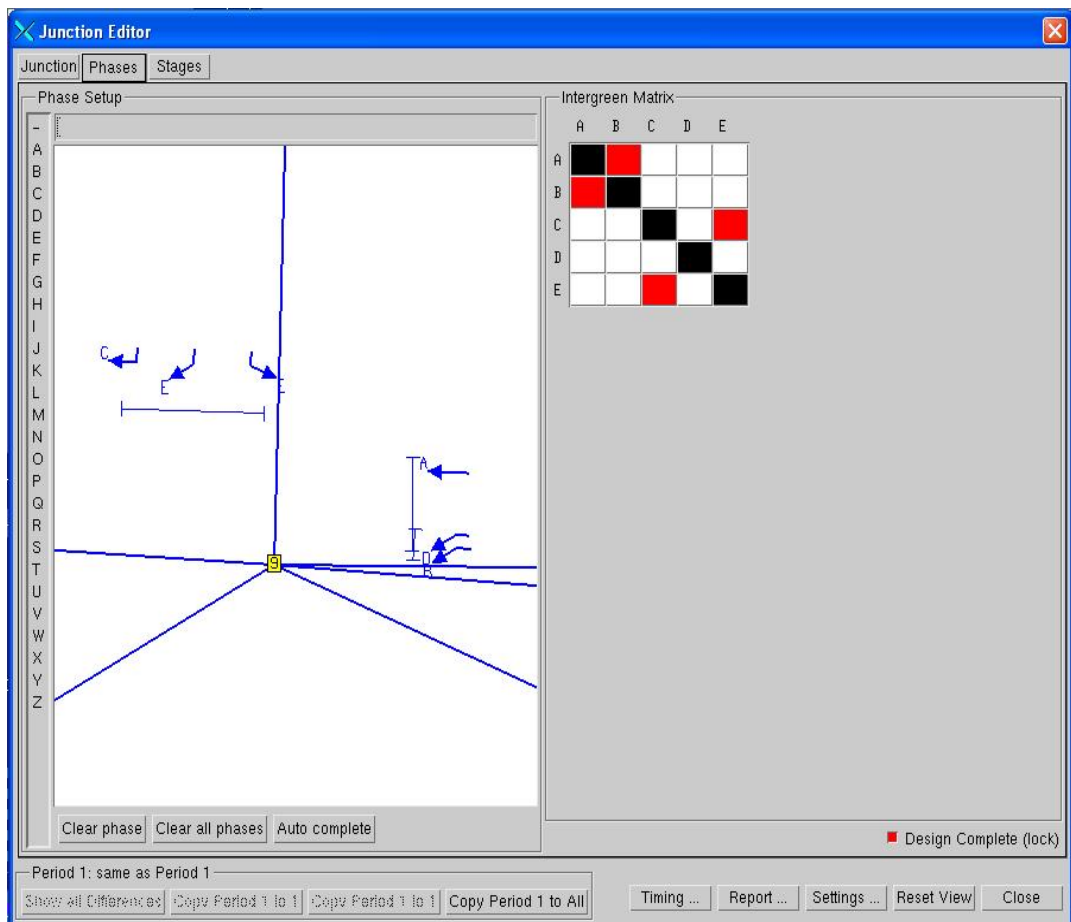 Junction Editor
Junction Phases Stages
Phase Setup
-
A
B
C
D
E
F
G
H
I
J
K
L
M
N
O
P
Q
R
S
T
U
V
W
X
Y
Z
C
E
E
A
D
B
9
Clear phase Clear all phases Auto complete
Intergreen Matrix
A B C D E
A
B
C
D
E
Design Complete (lock)
Period 1: same as Period 1
Show all Differences Copy Period 1 to 1 Copy Period 1 to 1 Copy Period 1 to All
Timing ... Report ... Settings ... Reset View Close